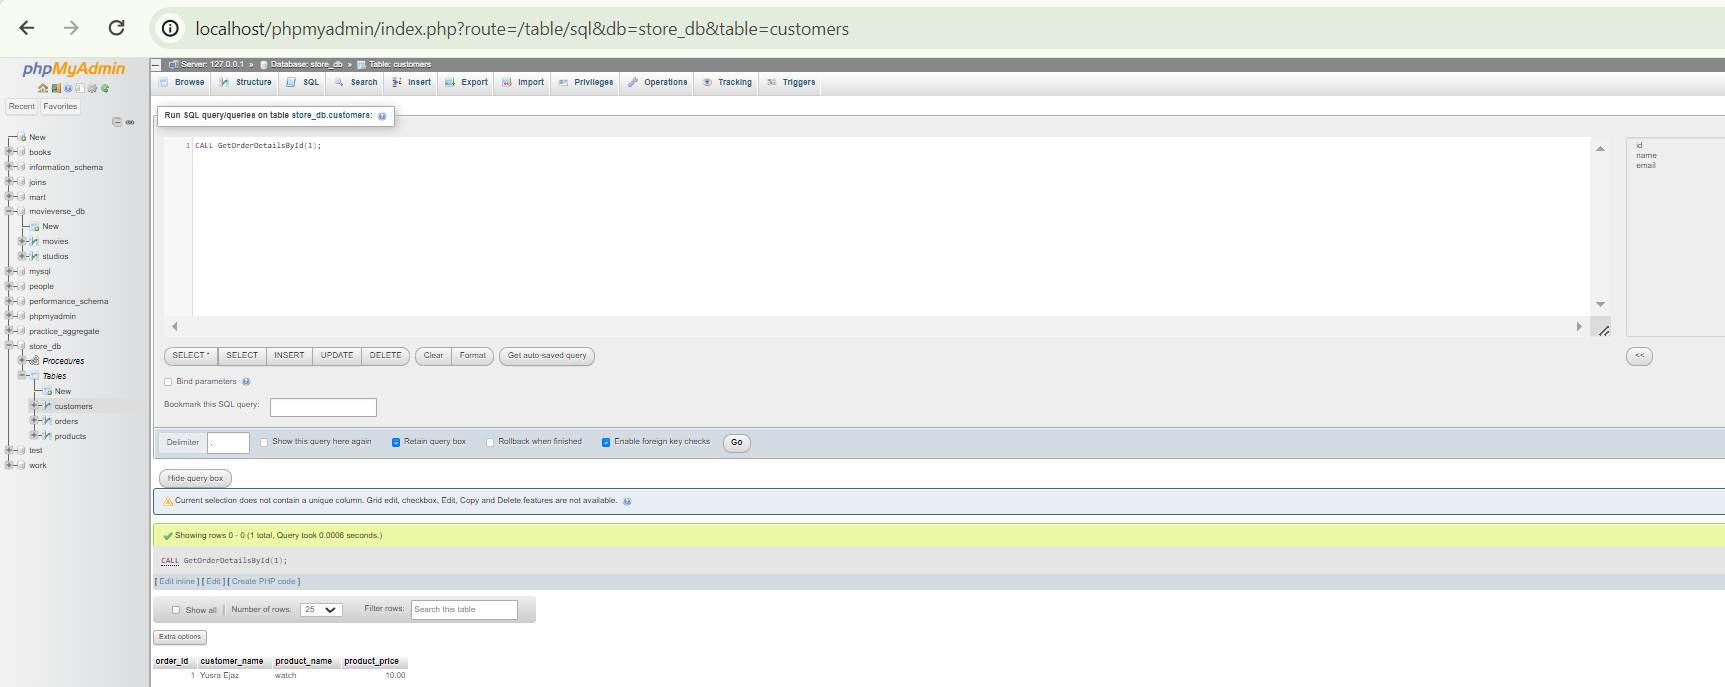 localhost/phpmyadmin/index.php?route=/table/sql&db=store_db&table=customers
phpMyAdmin
Recent Favorites
New
books
information_schema
joins
mart
movieverse_db
New
movies
studios
mysql
people
performance_schema
phpmyadmin
practice_aggregate
store_db
Procedures
Tables
New
customers
orders
products
test
work
Server: 127.0.0.1 » Database: store_db » Table: customers
Browse Structure SQL Search Insert Export Import Privileges Operations Tracking Triggers
Run SQL query/queries on table store_db.customers:
1 CALL GetOrderDetailsById(1);
id
name
email
SELECT * SELECT INSERT UPDATE DELETE Clear Format Get auto-saved query <<
Bind parameters
Bookmark this SQL query:
Delimiter ; Show this query here again Retain query box Rollback when finished Enable foreign key checks Go
Hide query box
Current selection does not contain a unique column. Grid edit, checkbox, Edit, Copy and Delete features are not available.
Showing rows 0 - 0 (1 total, Query took 0.0006 seconds.)
CALL GetOrderDetailsById(1);
[ Edit inline ] [ Edit ] [ Create PHP code ]
Show all | Number of rows: 25 Filter rows: Search this table
Extra options
order_id customer_name product_name product_price
1 Yusra Ejaz watch 10.00